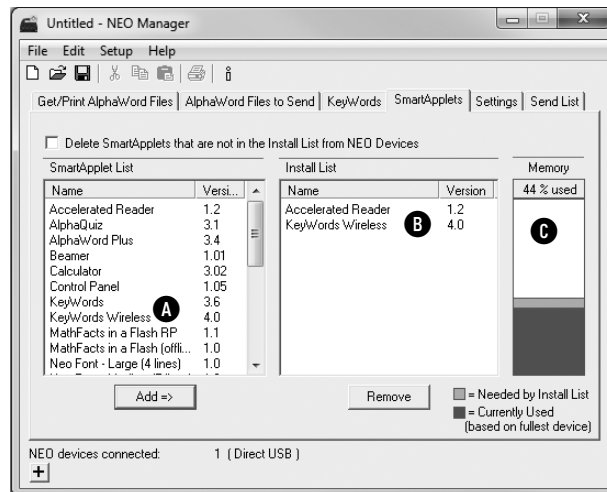 Untitled - NEO Manager
File Edit Setup Help
Get/Print AlphaWord Files AlphaWord Files to Send KeyWords SmartApplets Settings Send List
Delete SmartApplets that are not in the Install List from NEO Devices
SmartApplet List Install List Memory
Name Versi... Name Version 44 % used
Accelerated Reader 1.2 Accelerated Reader 1.2
AlphaQuiz 3.1 KeyWords Wireless B 4.0 C
AlphaWord Plus 3.4
Beamer 1.01
Calculator 3.02
Control Panel 1.05
KeyWords 3.6
KeyWords Wireless A 4.0
MathFacts in a Flash RP 1.1
MathFacts in a Flash (offli... 1.0
Neo Font - Large (4 lines) 1.0
Add => Remove = Needed by Install List
= Currently Used
(based on fullest device)
NEO devices connected: 1 ( Direct USB )
+